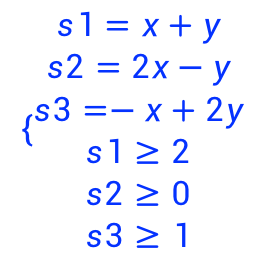 s1 = x + y
s2 = 2x − y
{s3 =− x + 2y
s1 ≥ 2
s2 ≥ 0
s3 ≥ 1